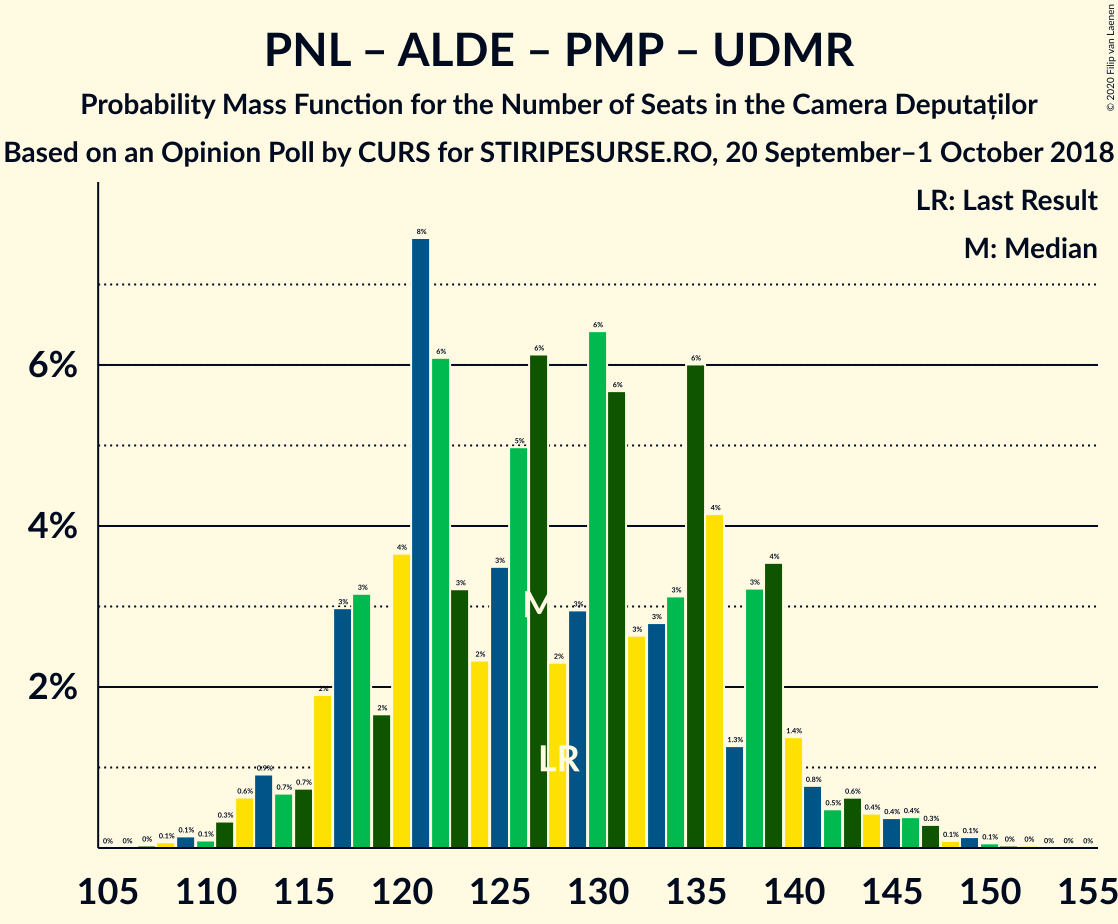 PNL – ALDE – PMP – UDMR
Probability Mass Function for the Number of Seats in the Camera Deputaților
Based on an Opinion Poll by CURS for STIRIPESURSE.RO, 20 September–1 October 2018
© 2020 Filip van Laenen
LR: Last Result
M: Median
6%
4%
2%
0% 0% 0% 0.1% 0.1% 0.1% 0.3% 0.6% 0.9% 0.7% 0.7% 2% 3% 3% 2% 4% 8% 6% 3% 2% 3% 5% 6% 2% 3% 6% 6% 3% 3% 3% 6% 4% 1.3% 3% 4% 1.4% 0.8% 0.5% 0.6% 0.4% 0.4% 0.4% 0.3% 0.1% 0.1% 0.1% 0% 0% 0% 0% 0%
M
LR
105 110 115 120 125 130 135 140 145 150 155